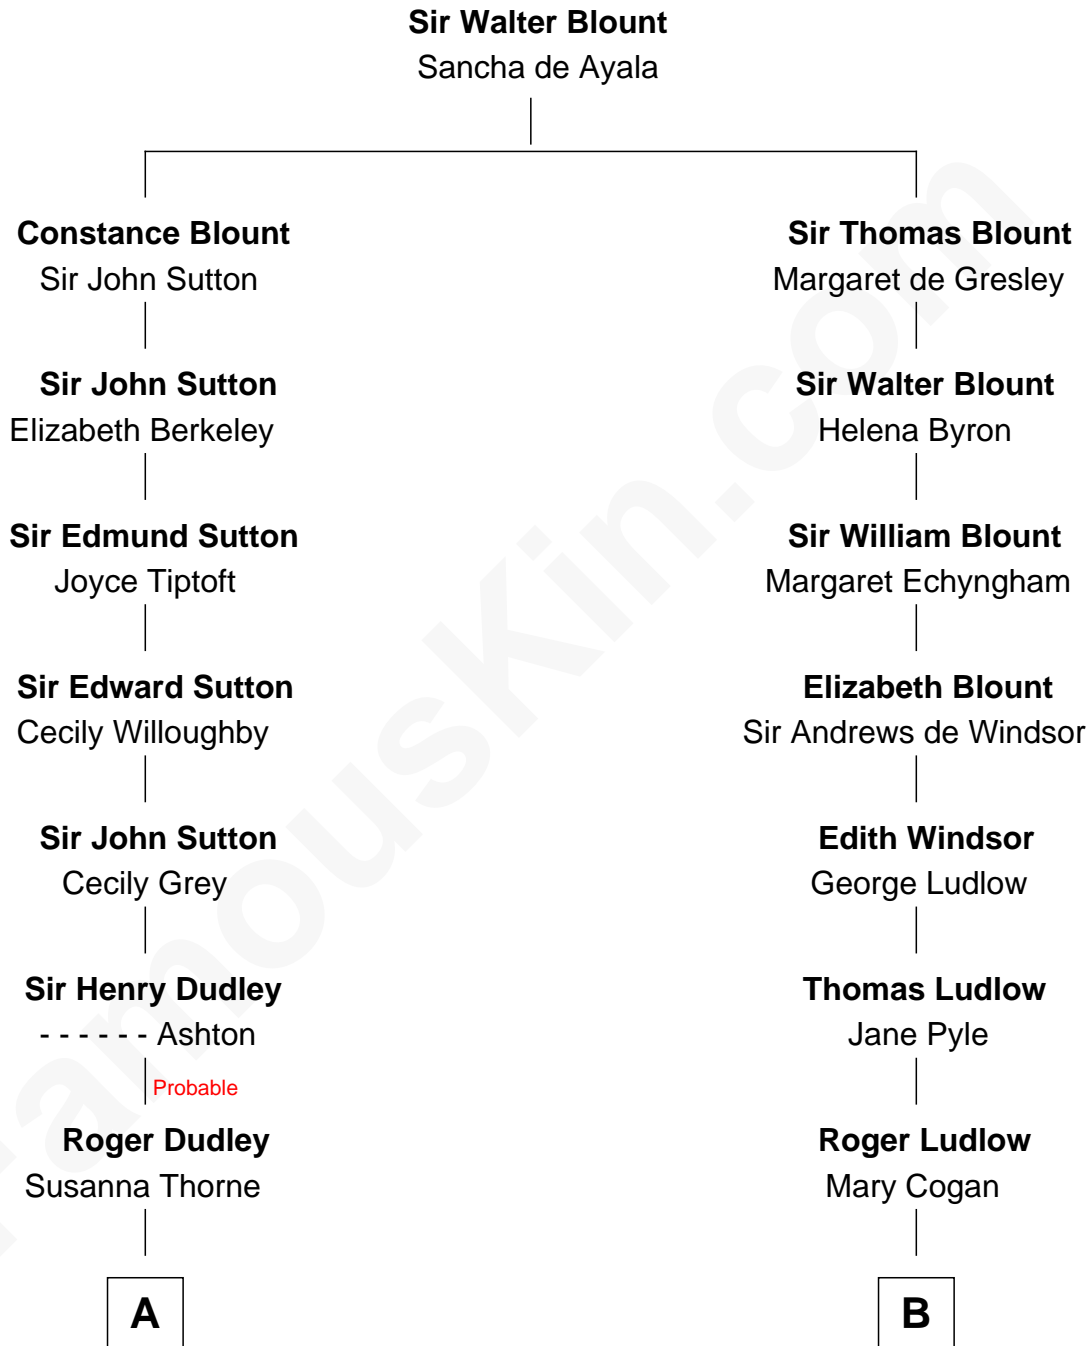 Sir Walter Blount
Sancha de Ayala
Constance Blount
Sir John Sutton
Sir Thomas Blount
Margaret de Gresley
Sir John Sutton
Elizabeth Berkeley
Sir Walter Blount
Helena Byron
Sir Edmund Sutton
Joyce Tiptoft
Sir William Blount
Margaret Echyngham
Sir Edward Sutton
Cecily Willoughby
Elizabeth Blount
Sir Andrews de Windsor
Sir John Sutton
Cecily Grey
Edith Windsor
George Ludlow
Sir Henry Dudley
- - - - - - Ashton
Thomas Ludlow
Jane Pyle
Probable
Roger Dudley
Susanna Thorne
Roger Ludlow
Mary Cogan
A
B
FamousKin.com